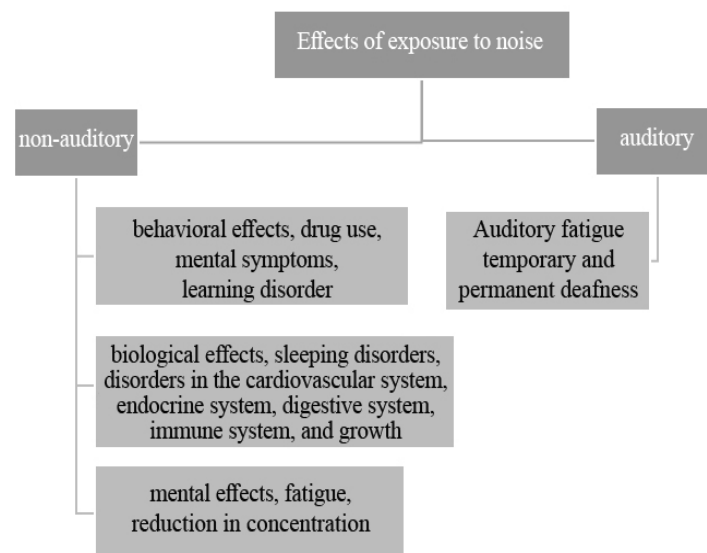 Effects of exposure to noise
non-auditory
auditory
behavioral effects, drug use,
mental symptoms,
learning disorder
Auditory fatigue
temporary and
permanent deafness
biological effects, sleeping disorders,
disorders in the cardiovascular system,
endocrine system, digestive system,
immune system, and growth
mental effects, fatigue,
reduction in concentration